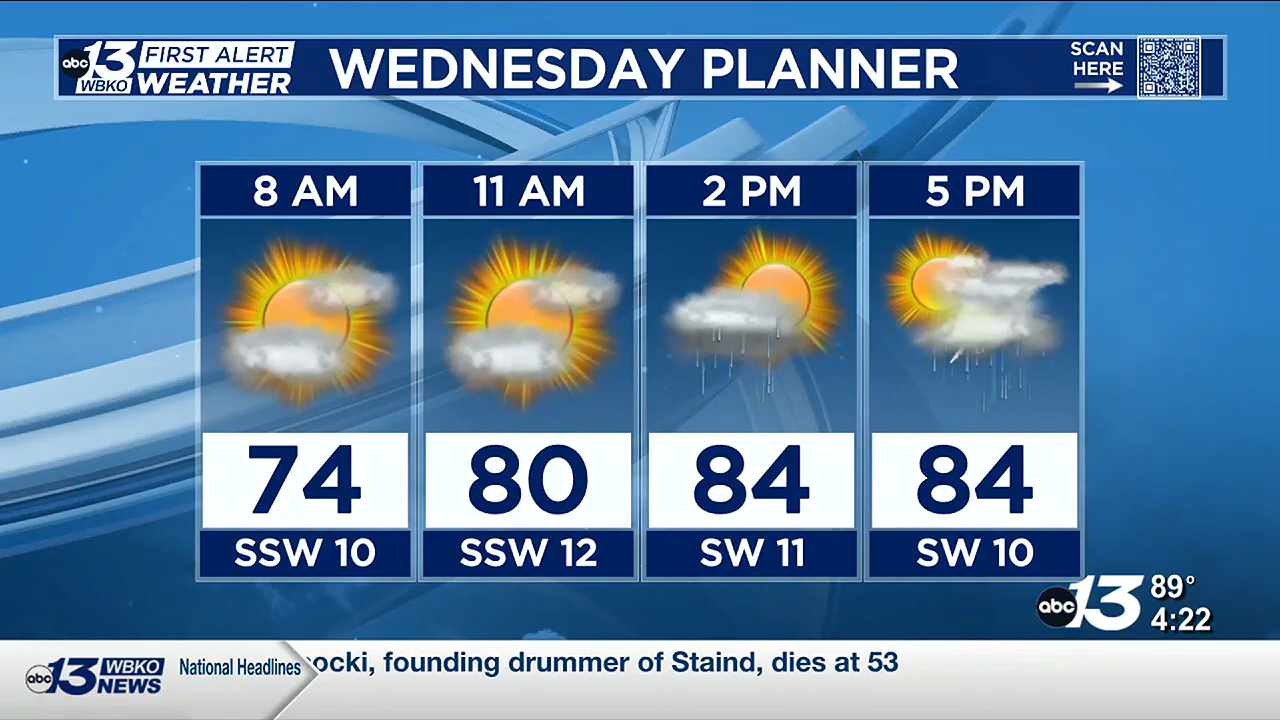 abc 13 WBKO FIRST ALERT WEATHER
WEDNESDAY PLANNER
SCAN HERE
8 AM
11 AM
2 PM
5 PM
74
80
84
84
SSW 10
SSW 12
SW 11
SW 10
abc 13
89°
4:22
abc 13 WBKO NEWS
National Headlines
ocki, founding drummer of Staind, dies at 53